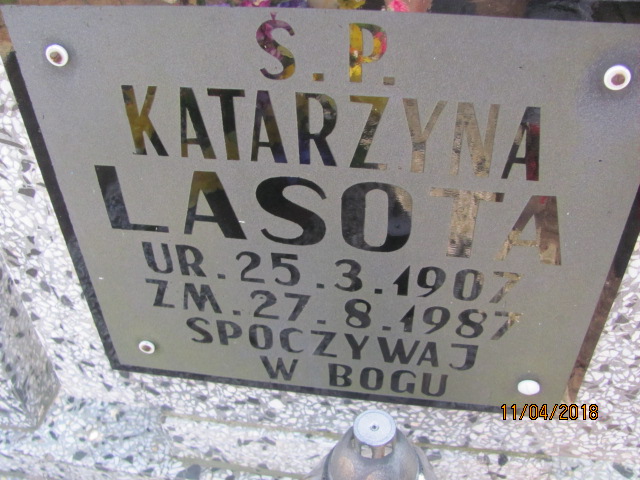 Ś.P.
KATARZYNA
LASOTA
UR.25.3.1907
ZM.27.8.1987
SPOCZYWAJ
W BOGU
11/04/2018